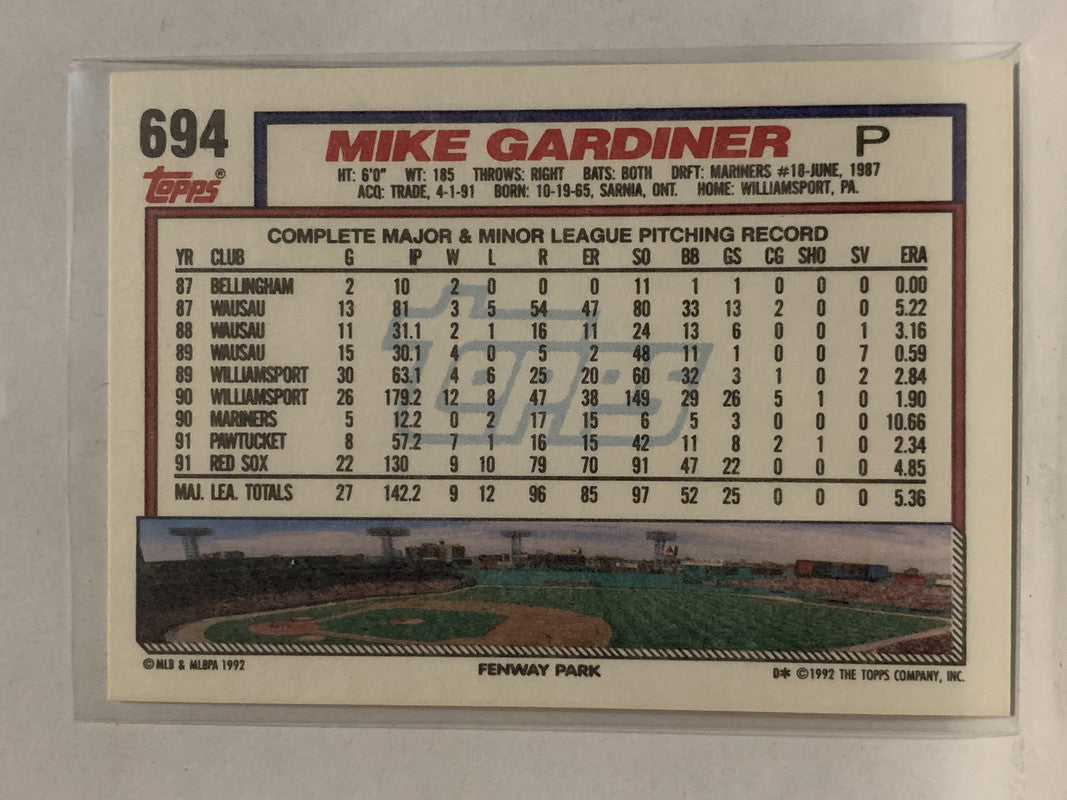 694
Topps®
MIKE GARDINER P
HT: 6'0" WT: 185 THROWS: RIGHT BATS: BOTH DRFT: MARINERS #18-JUNE, 1987
ACQ: TRADE, 4-1-91 BORN: 10-19-65, SARNIA, ONT. HOME: WILLIAMSPORT, PA.
COMPLETE MAJOR & MINOR LEAGUE PITCHING RECORD
YR CLUB G IP W L R ER SO BB GS CG SHO SV ERA
87 BELLINGHAM 2 10 2 0 0 0 11 1 1 0 0 0 0.00
87 WAUSAU 13 81 3 5 54 47 80 33 13 2 0 0 5.22
88 WAUSAU 11 31.1 2 1 16 11 24 13 6 0 0 1 3.16
89 WAUSAU 15 30.1 4 0 5 2 48 11 1 0 0 7 0.59
89 WILLIAMSPORT 30 63.1 4 6 25 20 60 32 3 1 0 2 2.84
90 WILLIAMSPORT 26 179.2 12 8 47 38 149 29 26 5 1 0 1.90
90 MARINERS 5 12.2 0 2 17 15 6 5 3 0 0 0 10.66
91 PAWTUCKET 8 57.2 7 1 16 15 42 11 8 2 1 0 2.34
91 RED SOX 22 130 9 10 79 70 91 47 22 0 0 0 4.85
MAJ. LEA. TOTALS 27 142.2 9 12 96 85 97 52 25 0 0 0 5.36
Topps
© MLB & MLBPA 1992 FENWAY PARK D* ©1992 THE TOPPS COMPANY, INC.